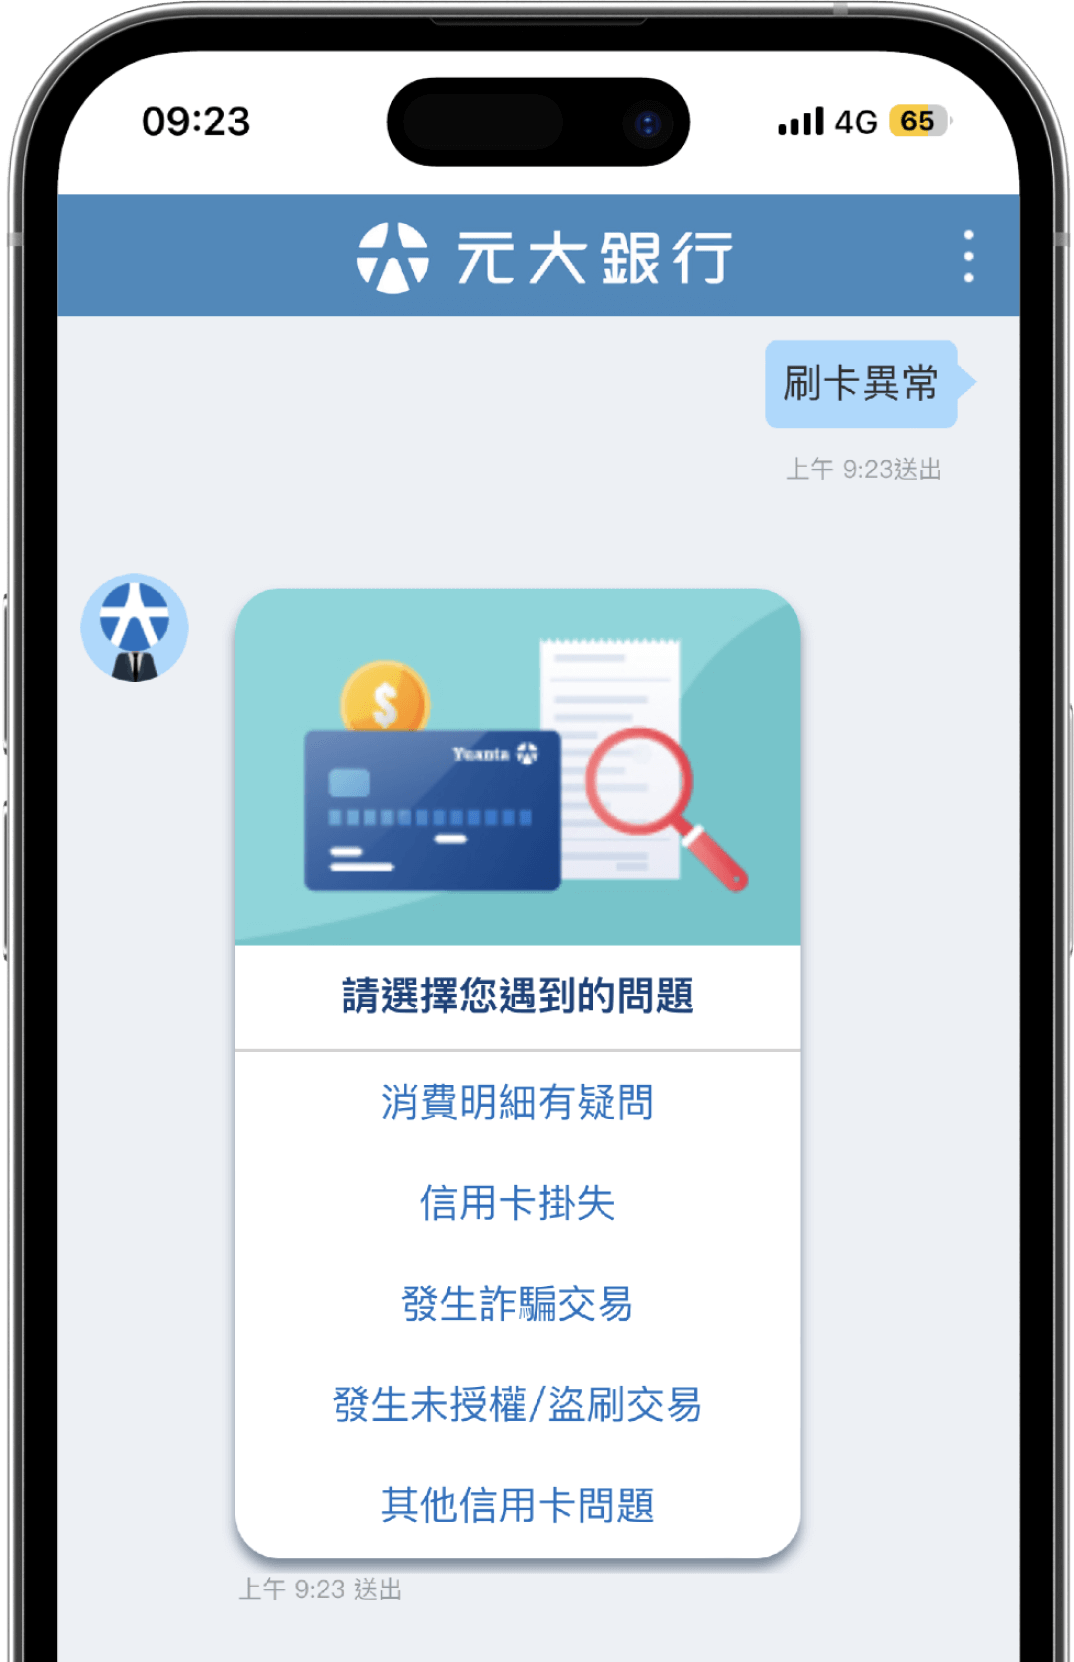 09:23
4G 65
元大銀行
刷卡異常
上午 9:23送出
$
Yuanta
請選擇您遇到的問題
消費明細有疑問
信用卡掛失
發生詐騙交易
發生未授權/盜刷交易
其他信用卡問題
上午 9:23 送出